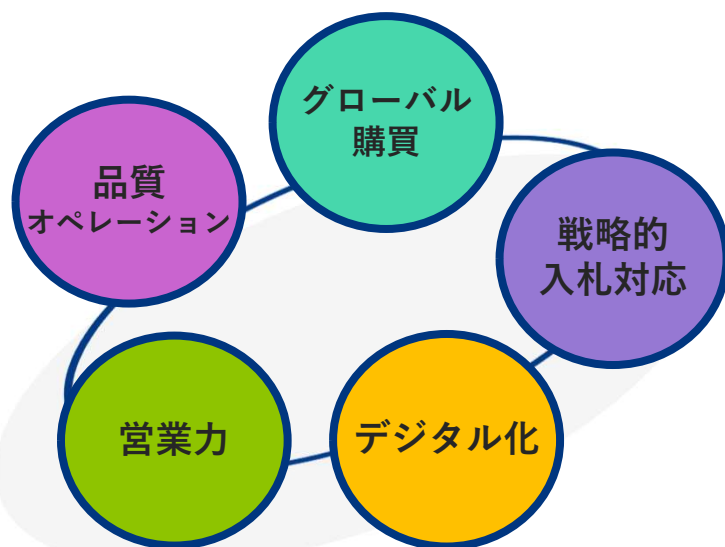 グローバル
購買
品質
オペレーション
戦略的
入札対応
営業力
デジタル化